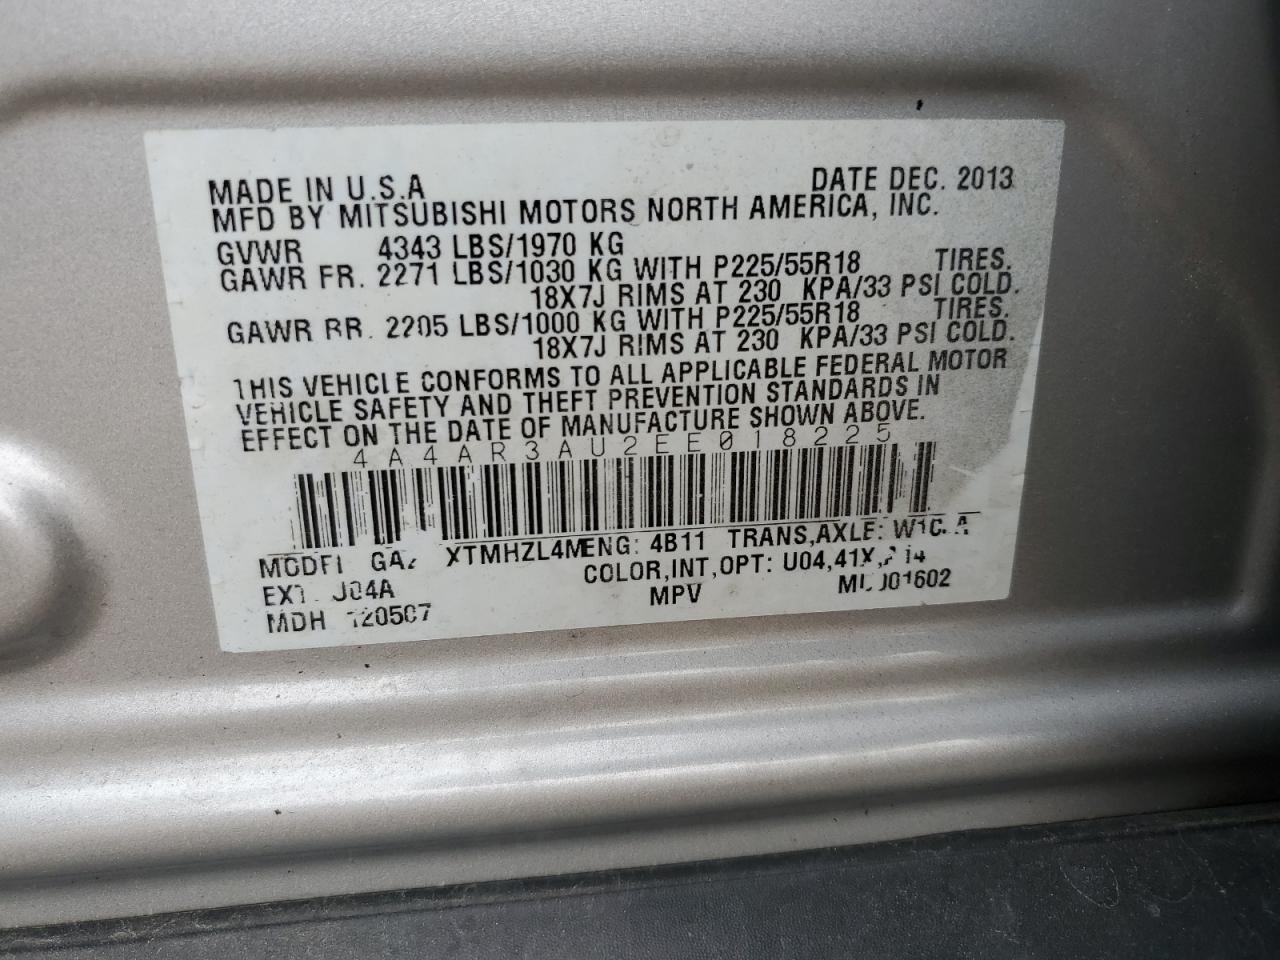 MADE IN U.S.A DATE DEC. 2013
MFD BY MITSUBISHI MOTORS NORTH AMERICA, INC.
GVWR 4343 LBS/1970 KG
GAWR FR. 2271 LBS/1030 KG WITH P225/55R18 TIRES.
18X7J RIMS AT 230 KPA/33 PSI COLD.
GAWR RR. 2205 LBS/1000 KG WITH P225/55R18 TIRES.
18X7J RIMS AT 230 KPA/33 PSI COLD.
THIS VEHICLE CONFORMS TO ALL APPLICABLE FEDERAL MOTOR
VEHICLE SAFETY AND THEFT PREVENTION STANDARDS IN
EFFECT ON THE DATE OF MANUFACTURE SHOWN ABOVE.
4A4AR3AU2EE018225
MODEL XTMHZL4M ENG: 4B11 TRANS,AXLE:
EXT COLOR,INT,OPT:
MDH MPV